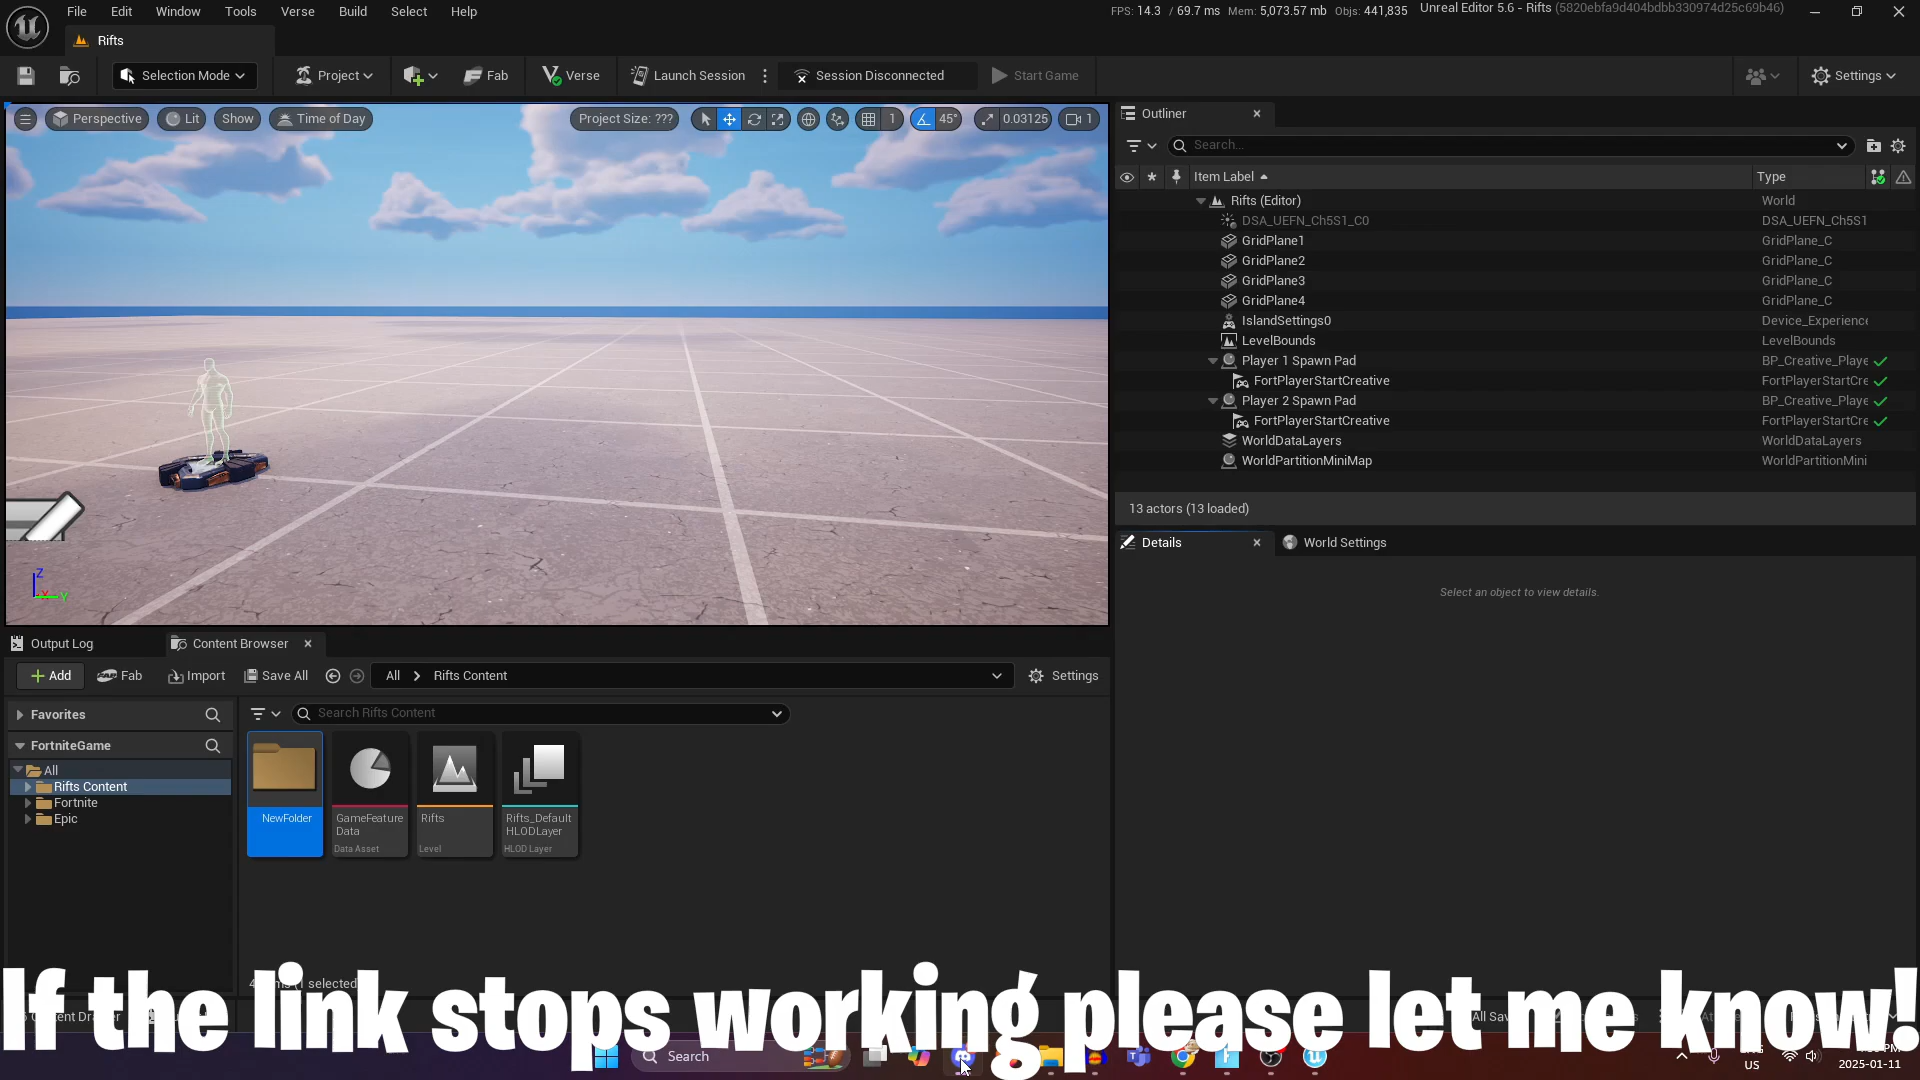 File Edit Window Tools Verse Build Select Help
FPS: 14.3 / 69.7 ms Mem: 5,073.57 mb Objs: 441,835 Unreal Editor 5.6 - Rifts (5820ebfa9d404bdbb330974d25c69b46)
Rifts
Selection Mode Project Fab Verse Launch Session Session Disconnected Start Game Settings
Perspective Lit Show Time of Day Project Size: ??? 1 45° 0.03125 1
Outliner
Search...
Item Label Type
Rifts (Editor) World
DSA_UEFN_Ch5S1_C0 DSA_UEFN_Ch5S1
GridPlane1 GridPlane_C
GridPlane2 GridPlane_C
GridPlane3 GridPlane_C
GridPlane4 GridPlane_C
IslandSettings0 Device_Experience
LevelBounds LevelBounds
Player 1 Spawn Pad BP_Creative_Playe
FortPlayerStartCreative FortPlayerStartCre
Player 2 Spawn Pad BP_Creative_Playe
FortPlayerStartCreative FortPlayerStartCre
WorldDataLayers WorldDataLayers
WorldPartitionMiniMap WorldPartitionMini
13 actors (13 loaded)
Details World Settings
Select an object to view details.
Z
X Y
Output Log Content Browser
Add Fab Import Save All All Rifts Content Settings
Favorites
Search Rifts Content
FortniteGame
All
Rifts Content
Fortnite
Epic
NewFolder
GameFeature
Data
Data Asset
Rifts
Level
Rifts_Default
HLODLayer
HLOD Layer
selected
If the link stops working please let me know!
Search
US
2025-01-11